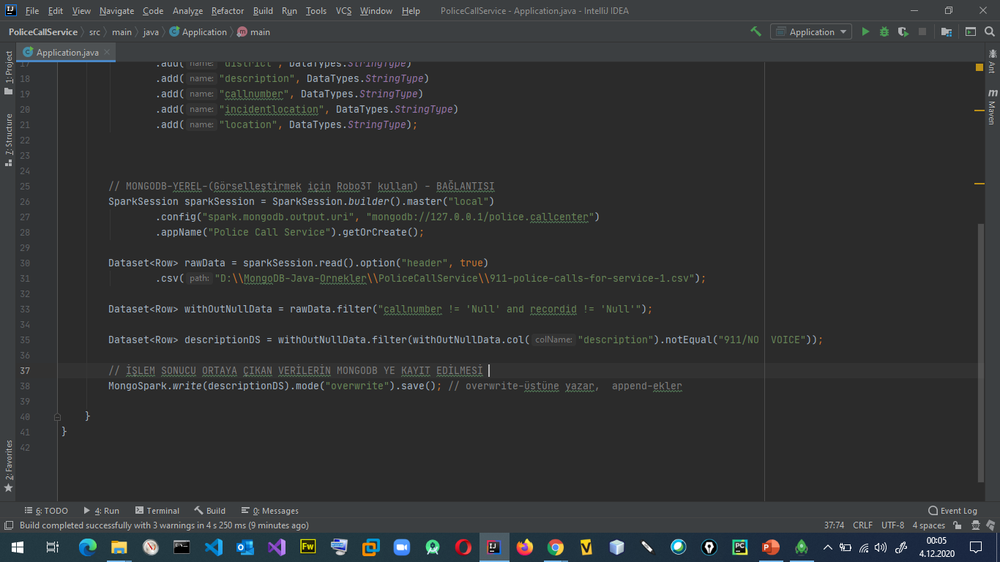 File Edit View Navigate Code Analyze Refactor Build Run Tools VCS Window Help PoliceCallService - Application.java - IntelliJ IDEA
PoliceCallService src main java Application main Application
1: Project
7: Structure
2: Favorites
Application.java
Ant
Maven
17 .add( name: "district", DataTypes.StringType)
18 .add( name: "description", DataTypes.StringType)
19 .add( name: "callnumber", DataTypes.StringType)
20 .add( name: "incidentlocation", DataTypes.StringType)
21 .add( name: "location", DataTypes.StringType);
22
23
24
25 // MONGODB-YEREL-(Görselleştirmek için Robo3T kullan) - BAĞLANTISI
26 SparkSession sparkSession = SparkSession.builder().master("local")
27 .config("spark.mongodb.output.uri", "mongodb://127.0.0.1/police.callcenter")
28 .appName("Police Call Service").getOrCreate();
29
30 Dataset<Row> rawData = sparkSession.read().option("header", true)
31 .csv( path: "D:\\MongoDB-Java-Ornekler\\PoliceCallService\\911-police-calls-for-service-1.csv");
32
33 Dataset<Row> withOutNullData = rawData.filter("callnumber != 'Null' and recordid != 'Null'");
34
35 Dataset<Row> descriptionDS = withOutNullData.filter(withOutNullData.col( colName: "description").notEqual("911/NO  VOICE"));
36
37 // İŞLEM SONUCU ORTAYA ÇIKAN VERİLERİN MONGODB YE KAYIT EDİLMESİ
38 MongoSpark.write(descriptionDS).mode("overwrite").save(); // overwrite-üstüne yazar,  append-ekler
39
40 }
41 }
42
6: TODO 4: Run Terminal Build 0: Messages Event Log
Build completed successfully with 3 warnings in 4 s 250 ms (9 minutes ago) 37:74 CRLF UTF-8 4 spaces
00:05
4.12.2020